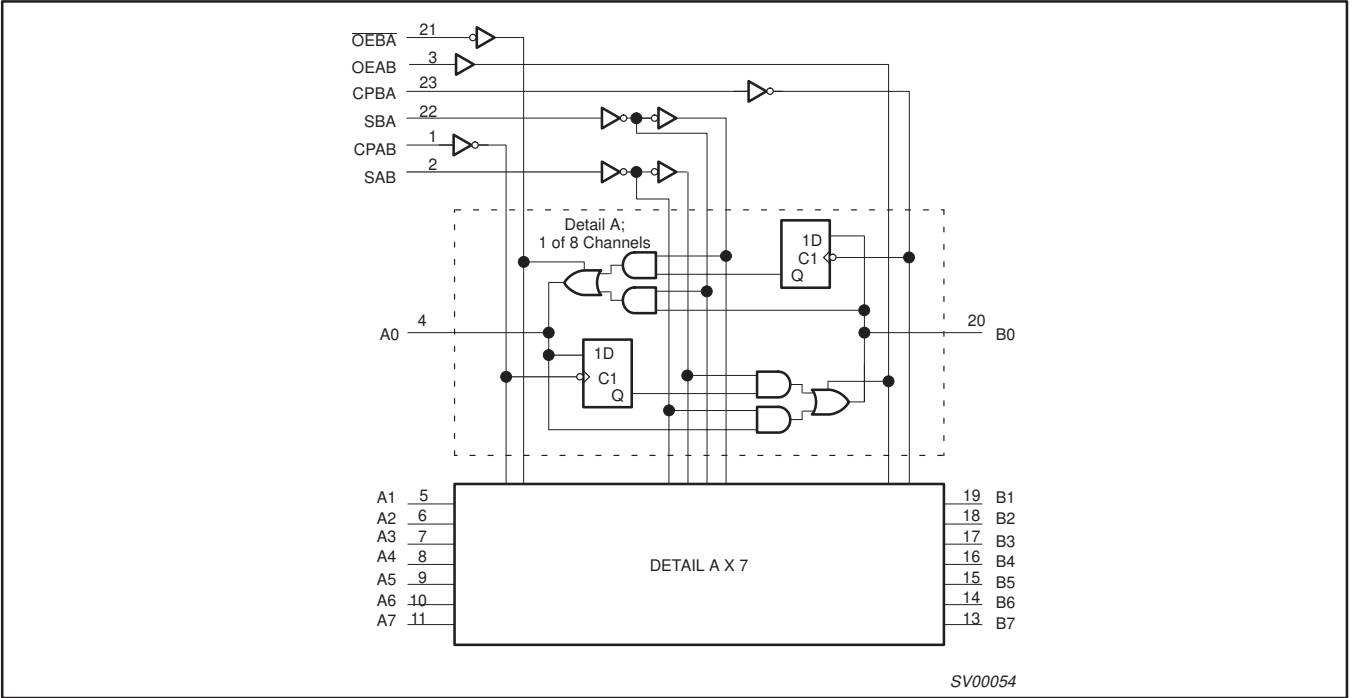 OEBA 21
OEAB 3
CPBA 23
SBA 22
CPAB 1
SAB 2
Detail A;
1 of 8 Channels
1D
C1
Q
A0 4
20 B0
1D
C1
Q
A1 5
A2 6
A3 7
A4 8
A5 9
A6 10
A7 11
DETAIL A X 7
19 B1
18 B2
17 B3
16 B4
15 B5
14 B6
13 B7
SV00054